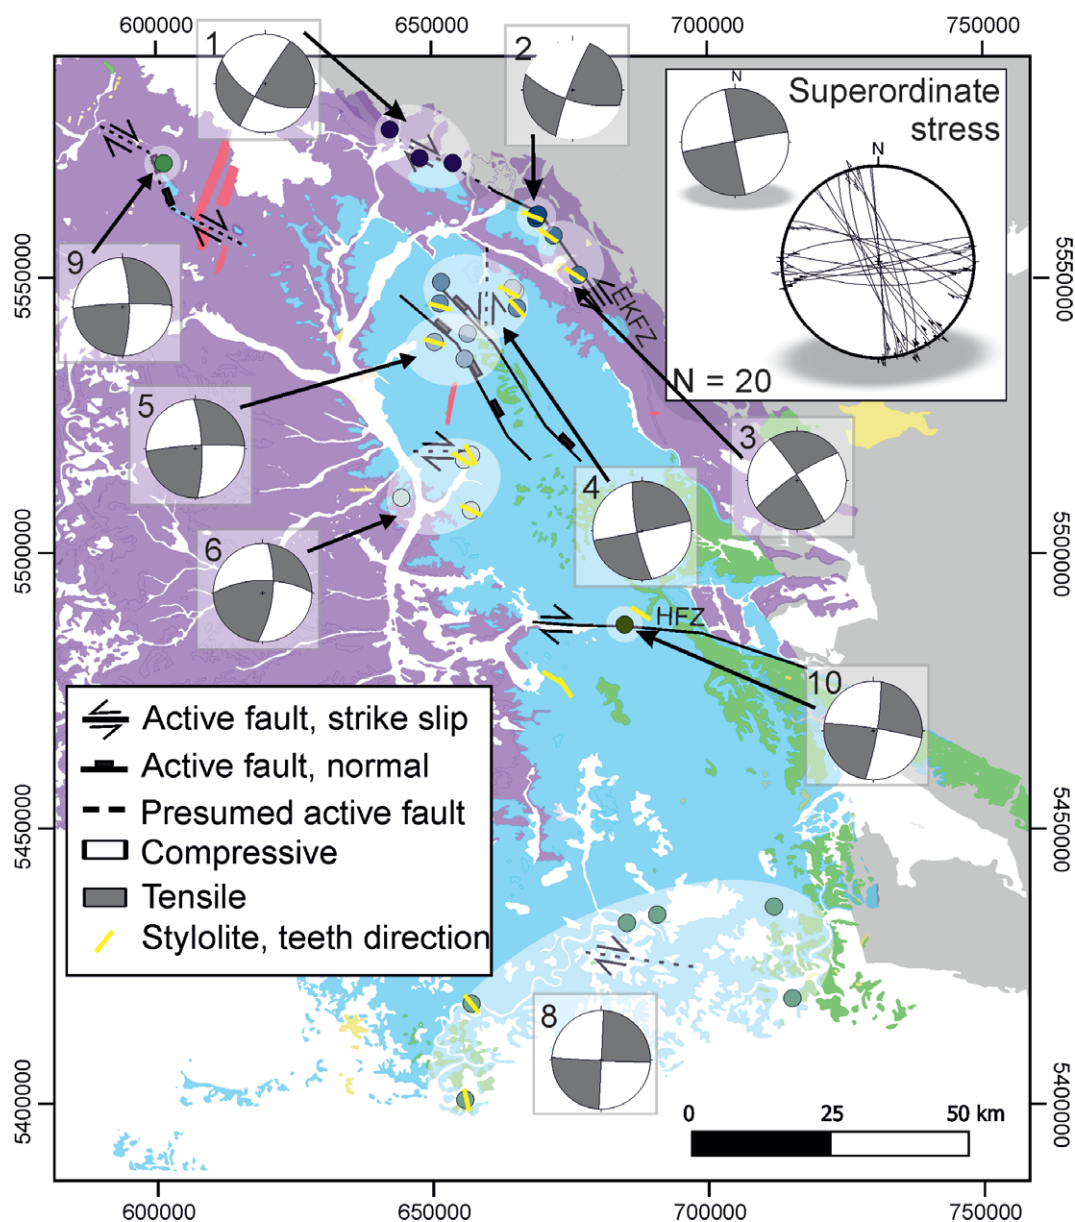 600000 650000 700000 750000
1
2
N
Superordinate
stress
N
9
5550000
5550000
EKFZ
N = 20
5
3
4
6
5500000
5500000
HFZ
10
Active fault, strike slip
Active fault, normal
Presumed active fault
Compressive
Tensile
Stylolite, teeth direction
5450000
5450000
8
5400000
5400000
0 25 50 km
600000 650000 700000 750000